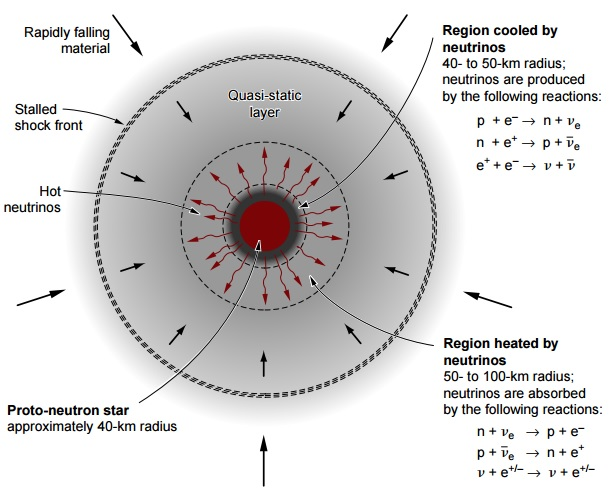 Rapidly falling
material
Stalled
shock front
Hot
neutrinos
Quasi-static
layer
Proto-neutron star
approximately 40-km radius
Region cooled by
neutrinos
40- to 50-km radius;
neutrinos are produced
by the following reactions:
p + e⁻ → n + νₑ
n + e⁺ → p + ν̄ₑ
e⁺ + e⁻ → ν + ν̄
Region heated by
neutrinos
50- to 100-km radius;
neutrinos are absorbed
by the following reactions:
n + νₑ → p + e⁻
p + ν̄ₑ → n + e⁺
ν + e⁺/⁻ → ν + e⁺/⁻